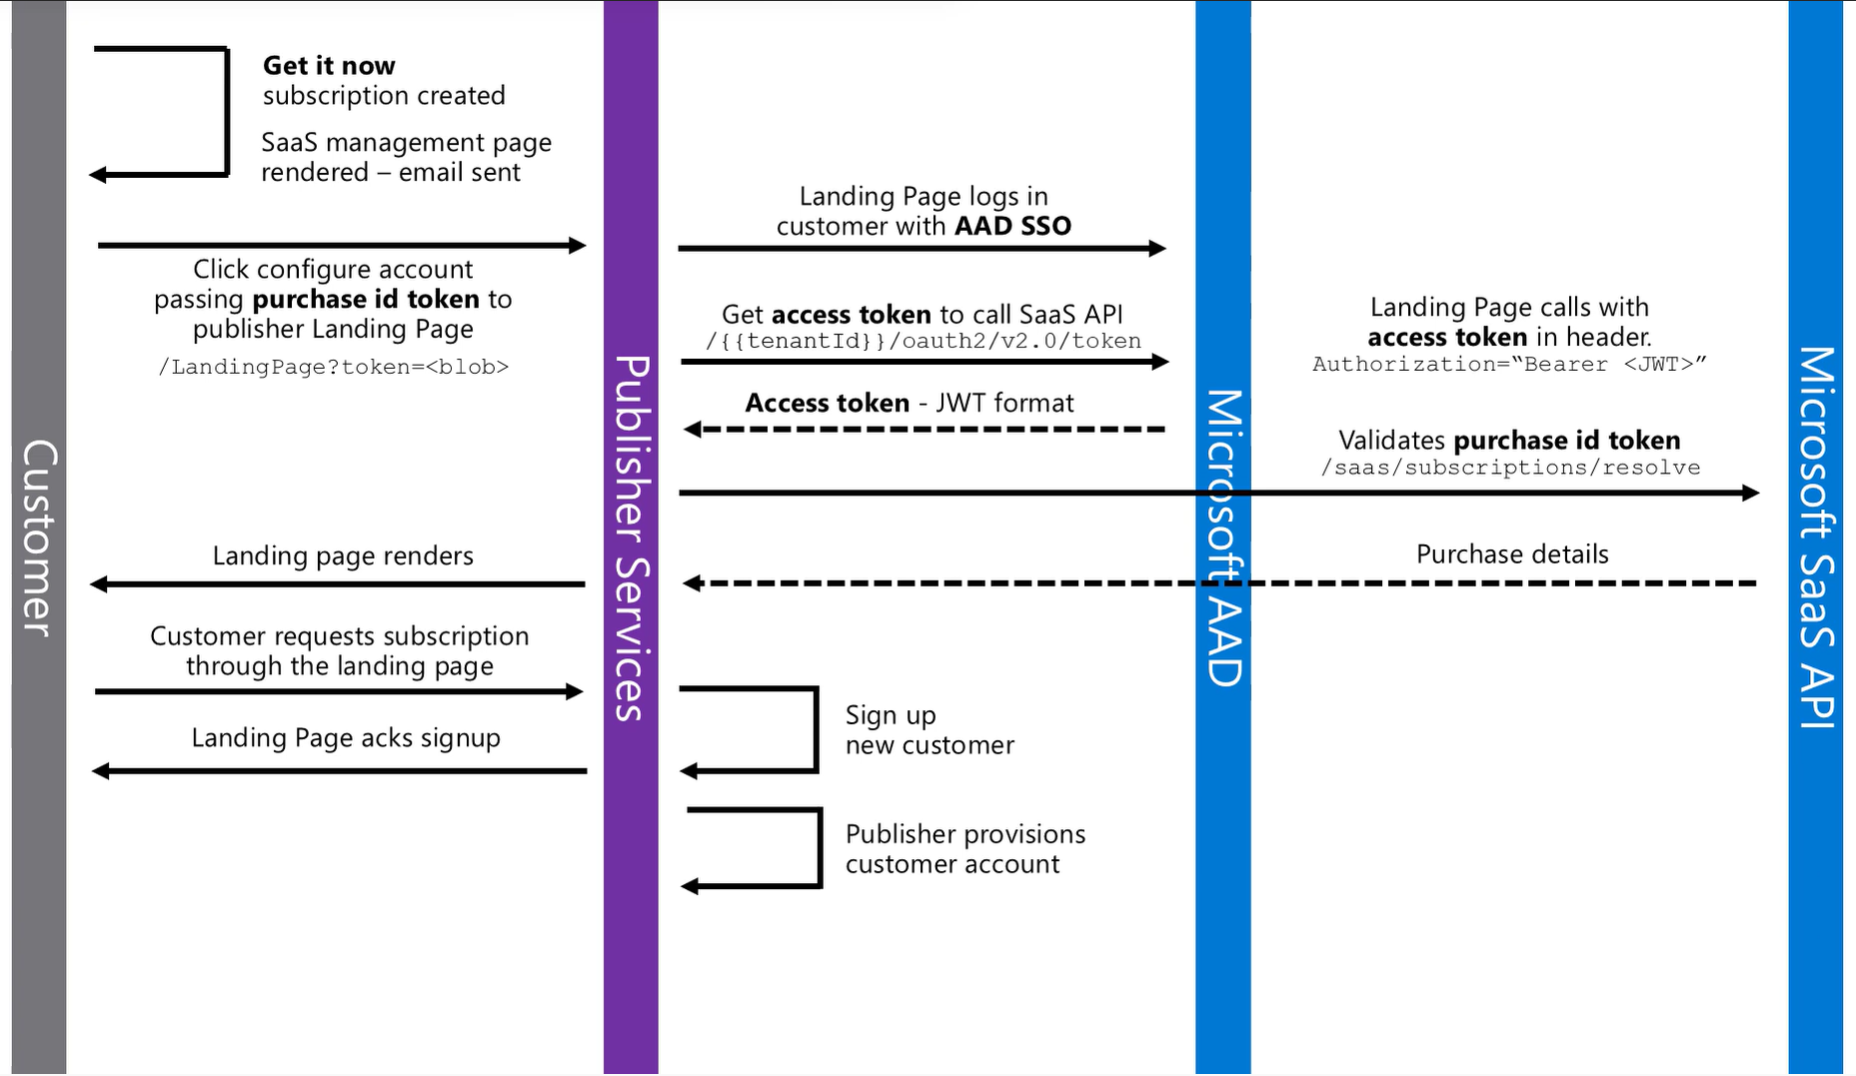 Customer
Get it now
subscription created
SaaS management page
rendered – email sent
Click configure account
passing purchase id token to
publisher Landing Page
/LandingPage?token=<blob>
Landing page renders
Customer requests subscription
through the landing page
Landing Page acks signup
Publisher Services
Landing Page logs in
customer with AAD SSO
Get access token to call SaaS API
/{{tenantId}}/oauth2/v2.0/token
Access token - JWT format
Sign up
new customer
Publisher provisions
customer account
Microsoft AAD
Landing Page calls with
access token in header.
Authorization=“Bearer <JWT>”
Validates purchase id token
/saas/subscriptions/resolve
Purchase details
Microsoft SaaS API